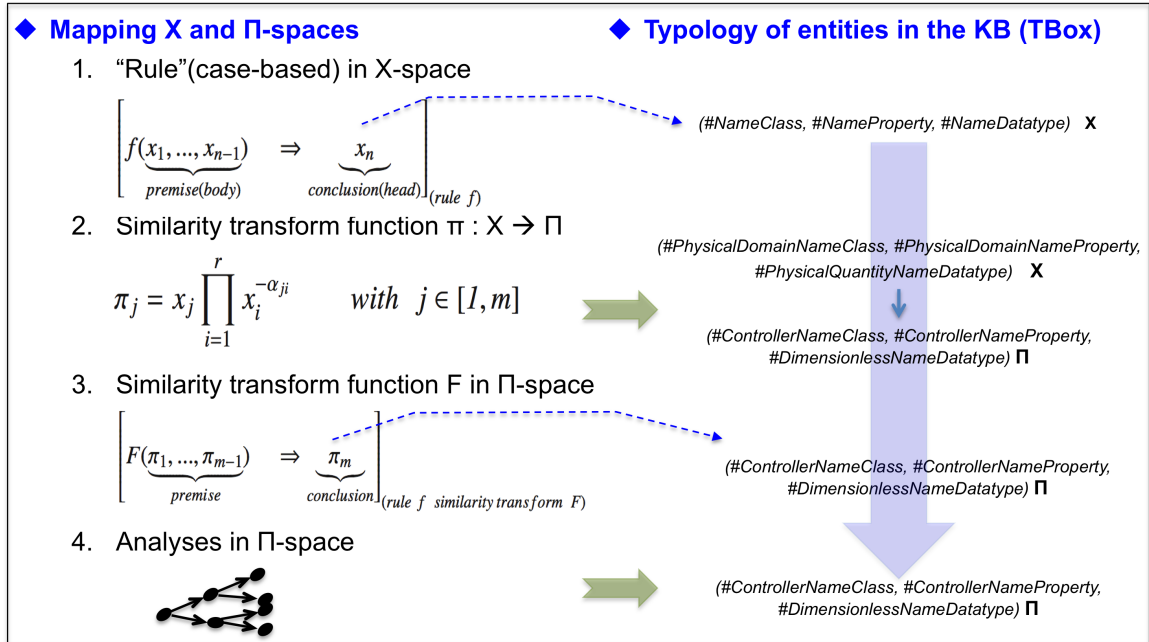 ◆ Mapping X and Π-spaces
1. “Rule”(case-based) in X-space
[f(x₁,...,xₙ₋₁) ⇒ xₙ](rule f)
premise(body) conclusion(head)
2. Similarity transform function π : X → Π
πⱼ = xⱼ ∏ᵢ₌₁ʳ xᵢ^(-αⱼᵢ) with j ∈ [1,m]
3. Similarity transform function F in Π-space
[F(π₁,...,πₘ₋₁) ⇒ πₘ](rule f similarity transform F)
premise conclusion
4. Analyses in Π-space
◆ Typology of entities in the KB (TBox)
(#NameClass, #NameProperty, #NameDatatype) X
(#PhysicalDomainNameClass, #PhysicalDomainNameProperty,
#PhysicalQuantityNameDatatype) X
(#ControllerNameClass, #ControllerNameProperty,
#DimensionlessNameDatatype) Π
(#ControllerNameClass, #ControllerNameProperty,
#DimensionlessNameDatatype) Π
(#ControllerNameClass, #ControllerNameProperty,
#DimensionlessNameDatatype) Π